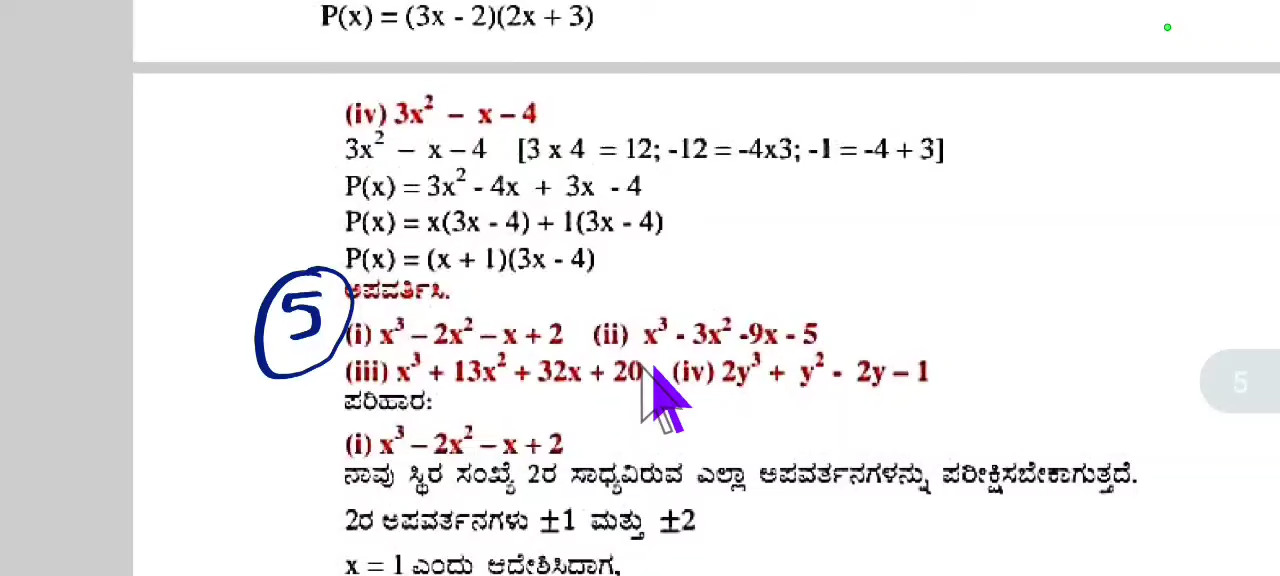 P(x) = (3x - 2)(2x + 3)
(iv) 3x² – x – 4
3x² – x – 4 [3 x 4 = 12; -12 = -4x3; -1 = -4 + 3]
P(x) = 3x² - 4x + 3x - 4
P(x) = x(3x - 4) + 1(3x - 4)
P(x) = (x + 1)(3x - 4)
5 ಅಪವರ್ತಿಸಿ.
(i) x³ – 2x² – x + 2 (ii) x³ - 3x² -9x - 5
(iii) x³ + 13x² + 32x + 20 (iv) 2y³ + y² - 2y – 1
5
ಪರಿಹಾರ:
(i) x³ – 2x² – x + 2
ನಾವು ಸ್ಥಿರ ಸಂಖ್ಯೆ 2ರ ಸಾಧ್ಯವಿರುವ ಎಲ್ಲಾ ಅಪವರ್ತನಗಳನ್ನು ಪರೀಕ್ಷಿಸಬೇಕಾಗುತ್ತದೆ.
2ರ ಅಪವರ್ತನಗಳು ±1 ಮತ್ತು ±2
x = 1 ಎಂದು ಆದೇಶಿಸಿದಾಗ,